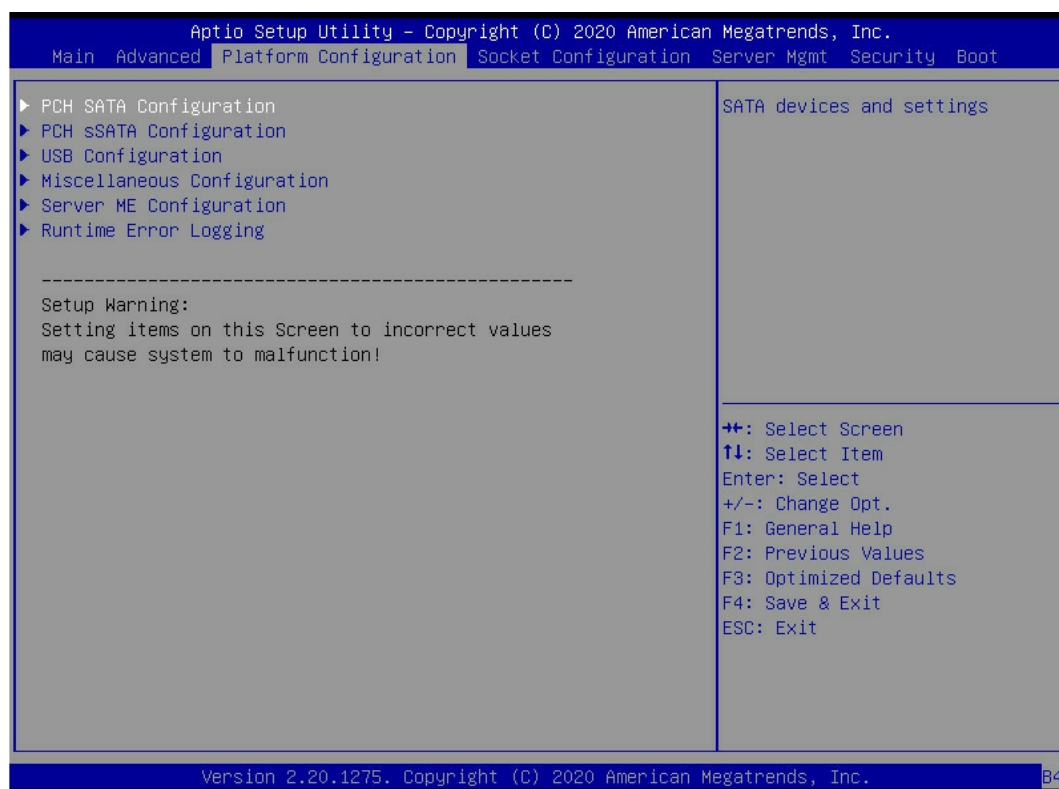 Aptio Setup Utility – Copyright (C) 2020 American Megatrends, Inc.
Main Advanced Platform Configuration Socket Configuration Server Mgmt Security Boot
PCH SATA Configuration
PCH sSATA Configuration
USB Configuration
Miscellaneous Configuration
Server ME Configuration
Runtime Error Logging
--------------------------------------------------
Setup Warning:
Setting items on this Screen to incorrect values
may cause system to malfunction!
SATA devices and settings
→←: Select Screen
↑↓: Select Item
Enter: Select
+/-: Change Opt.
F1: General Help
F2: Previous Values
F3: Optimized Defaults
F4: Save & Exit
ESC: Exit
Version 2.20.1275. Copyright (C) 2020 American Megatrends, Inc.
B4